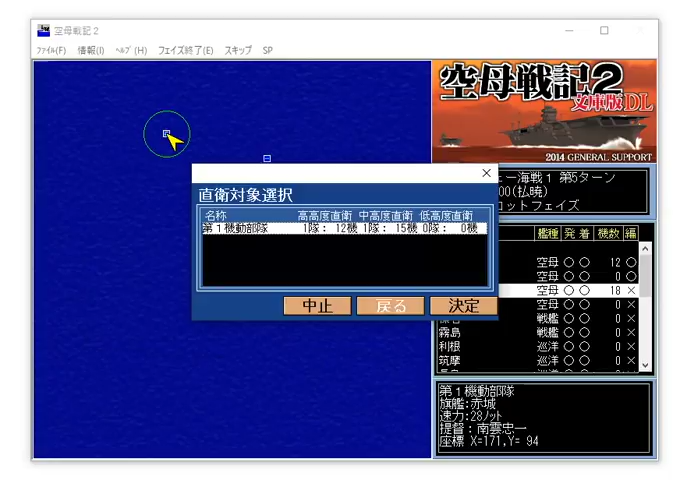 空母戦記2
ファイル(F) 情報(I) ヘルプ(H) フェイズ終了(E) スキップ SP
空母戦記2
文庫版DL
2014 GENERAL SUPPORT
ー海戦1 第5ターン
00(払暁)
ロットフェイズ
直衛対象選択
名称 高高度直衛 中高度直衛 低高度直衛
第1機動部隊 1隊: 12機 1隊: 15機 0隊: 0機
中止 戻る 決定
艦種 発 着 機数 編
空母 〇 〇 12 〇
空母 〇 〇 0 〇
空母 〇 〇 18 ×
空母 〇 〇 0 ×
戦艦 〇 〇 0 ×
霧島 戦艦 〇 〇 0 ×
利根 巡洋 〇 〇 0 ×
筑摩 巡洋 〇 〇 0 ×
第1機動部隊
旗艦:赤城
速力:28ノット
提督:南雲忠一
座標 X=171,Y= 94